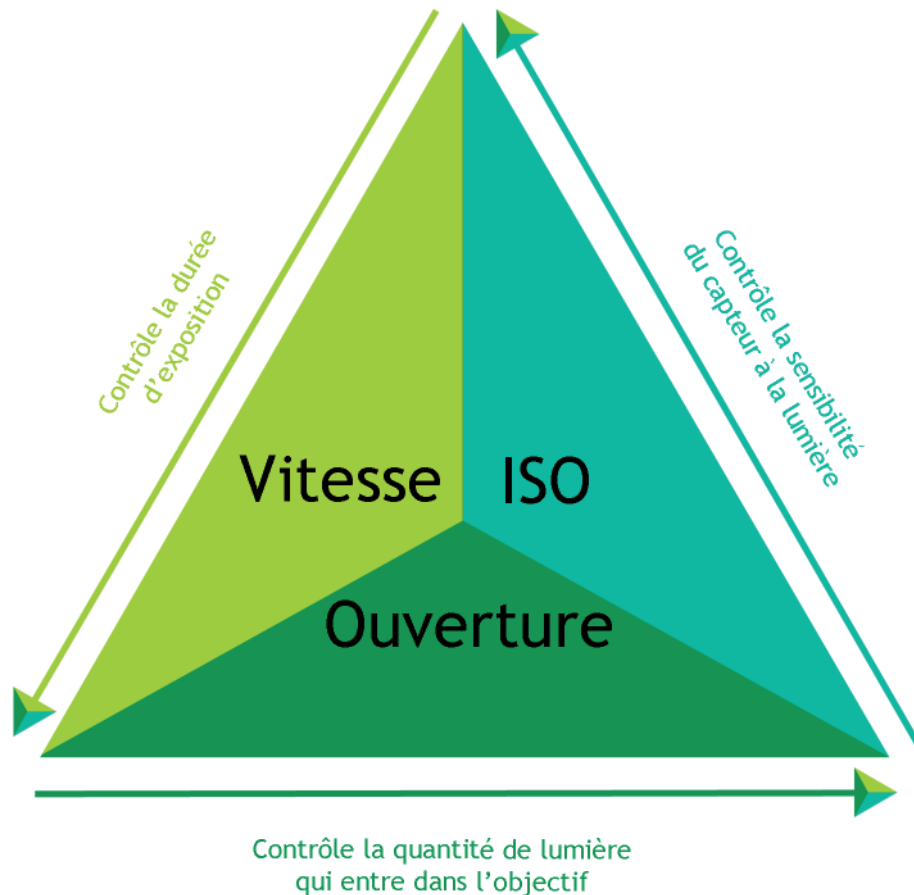 Contrôle la durée
d'exposition
Contrôle la sensibilité
du capteur à la lumière
Vitesse
ISO
Ouverture
Contrôle la quantité de lumière
qui entre dans l'objectif